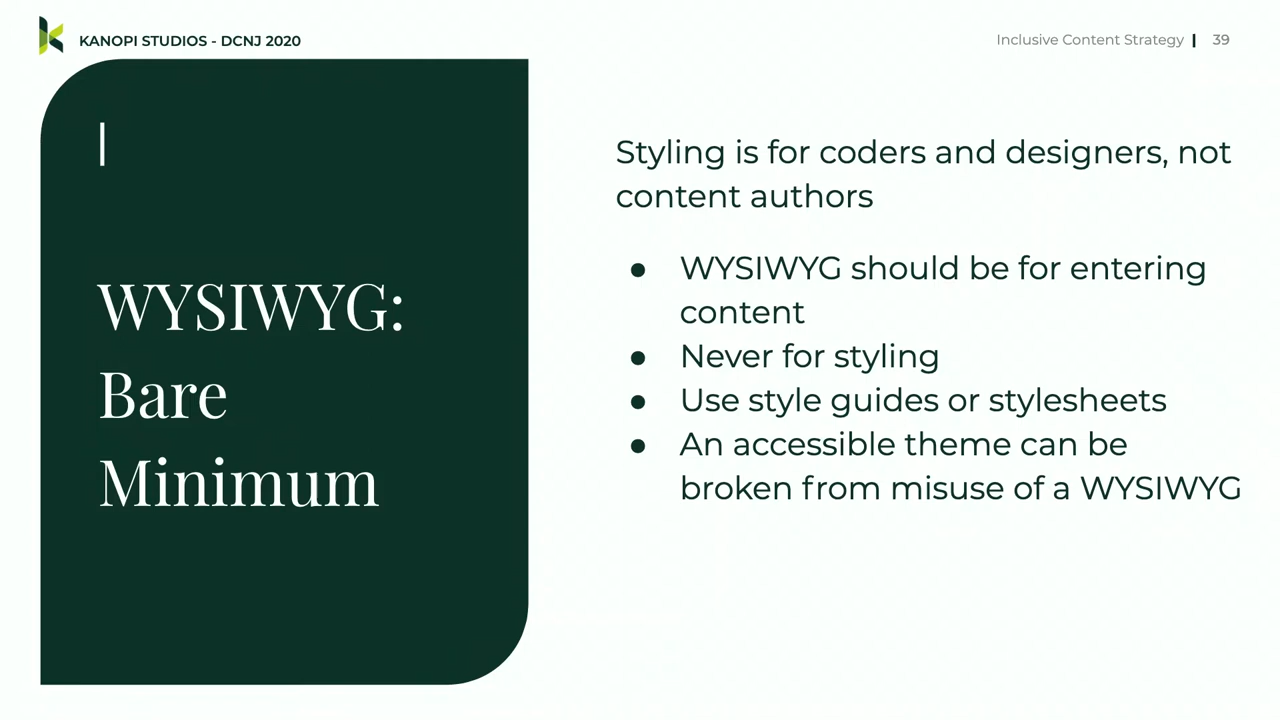 KANOPI STUDIOS - DCNJ 2020
Inclusive Content Strategy | 39
WYSIWYG:
Bare
Minimum
Styling is for coders and designers, not
content authors
● WYSIWYG should be for entering
content
● Never for styling
● Use style guides or stylesheets
● An accessible theme can be
broken from misuse of a WYSIWYG